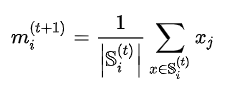 $m_i^{(t+1)} = \frac{1}{\left|\mathbb{S}_i^{(t)}\right|} \sum_{x \in \mathbb{S}_i^{(t)}} x_j$